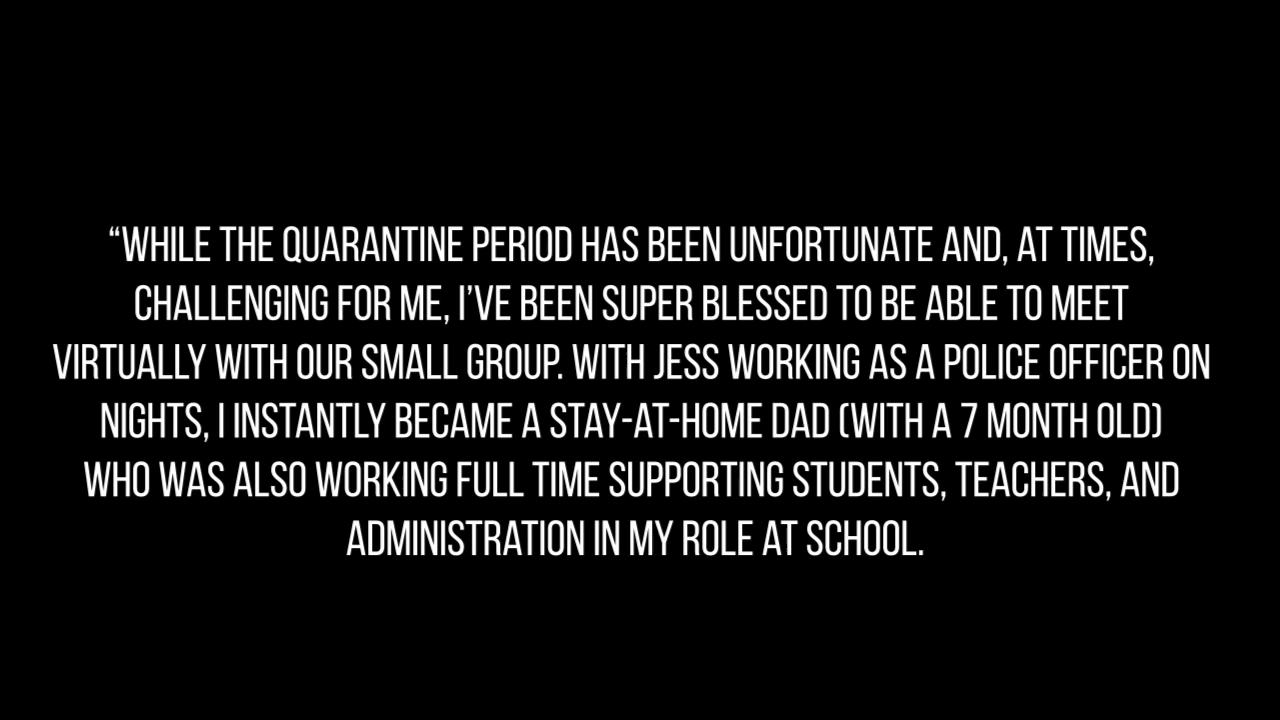 “WHILE THE QUARANTINE PERIOD HAS BEEN UNFORTUNATE AND, AT TIMES,
CHALLENGING FOR ME, I’VE BEEN SUPER BLESSED TO BE ABLE TO MEET
VIRTUALLY WITH OUR SMALL GROUP. WITH JESS WORKING AS A POLICE OFFICER ON
NIGHTS, I INSTANTLY BECAME A STAY-AT-HOME DAD (WITH A 7 MONTH OLD)
WHO WAS ALSO WORKING FULL TIME SUPPORTING STUDENTS, TEACHERS, AND
ADMINISTRATION IN MY ROLE AT SCHOOL.